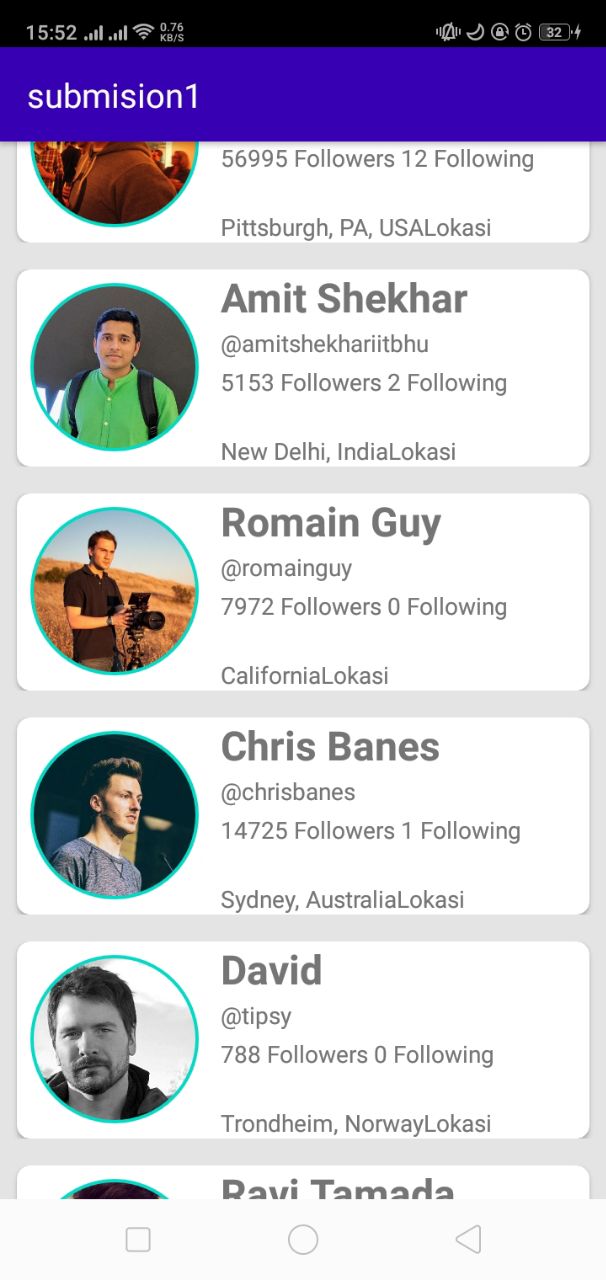 15:52 0.76 KB/S 32
submision1
56995 Followers 12 Following
Pittsburgh, PA, USALokasi
Amit Shekhar
@amitshekhariitbhu
5153 Followers 2 Following
New Delhi, IndiaLokasi
Romain Guy
@romainguy
7972 Followers 0 Following
CaliforniaLokasi
Chris Banes
@chrisbanes
14725 Followers 1 Following
Sydney, AustraliaLokasi
David
@tipsy
788 Followers 0 Following
Trondheim, NorwayLokasi
Ravi Tamada